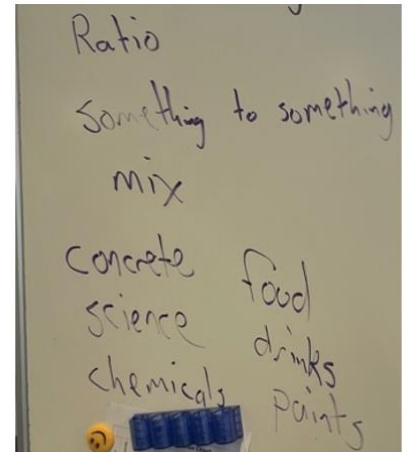 Ratio
something to something
mix
concrete
science
chemicals
food
drinks
paints